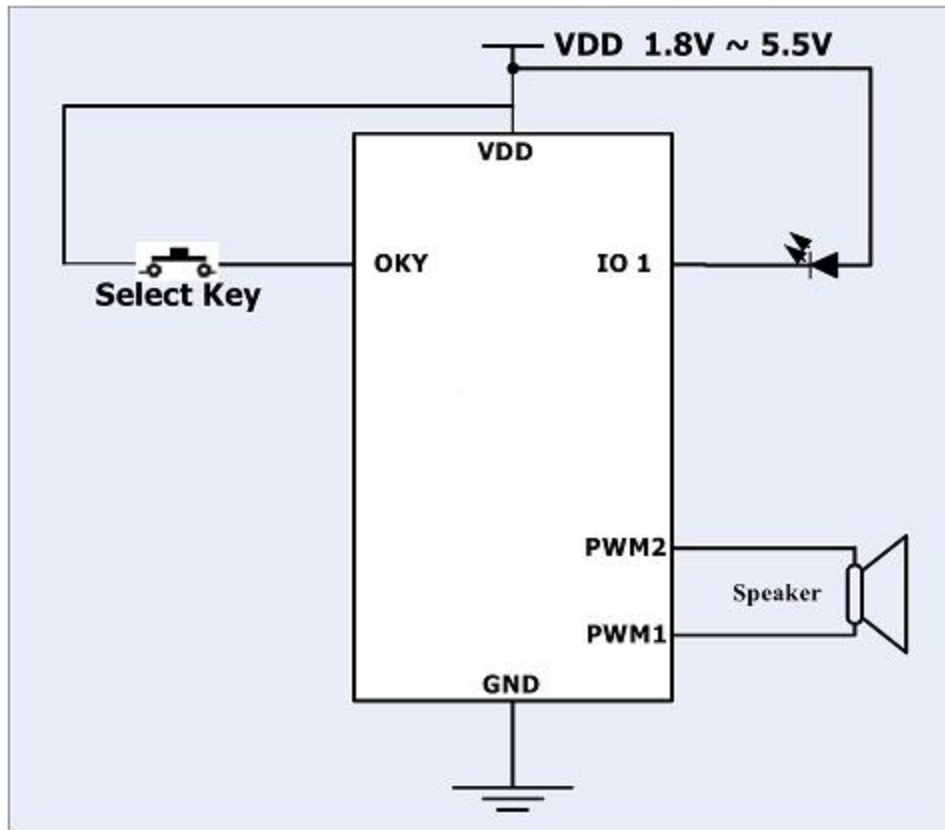 VDD 1.8V ~ 5.5V
VDD
OKY
IO 1
Select Key
PWM2
Speaker
PWM1
GND